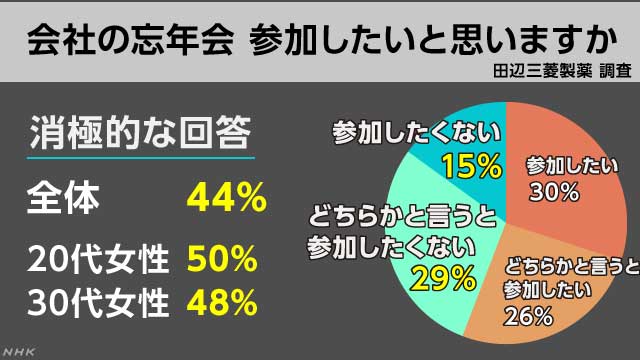 会社の忘年会 参加したいと思いますか
田辺三菱製薬 調査
消極的な回答
全体 44%
20代女性 50%
30代女性 48%
参加したくない
15%
どちらかと言うと
参加したくない
29%
参加したい
30%
どちらかと言うと
参加したい
26%
NHK